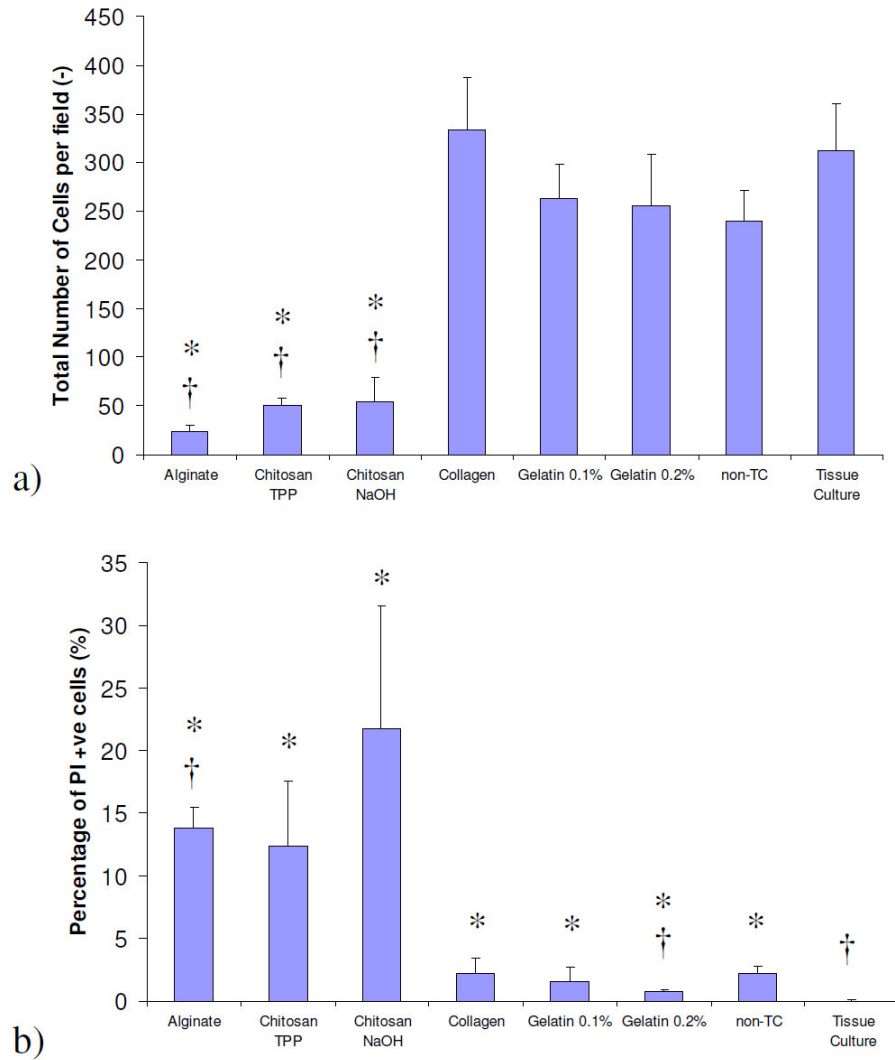 Total Number of Cells per field (-)
450
400
350
300
250
200
150
100
50
0
* * *
† † †
Alginate Chitosan TPP Chitosan NaOH Collagen Gelatin 0.1% Gelatin 0.2% non-TC Tissue Culture
a)
Percentage of PI +ve cells (%)
35
30
25
20
15
10
5
0
* * * * * * *
† † †
Alginate Chitosan TPP Chitosan NaOH Collagen Gelatin 0.1% Gelatin 0.2% non-TC Tissue Culture
b)